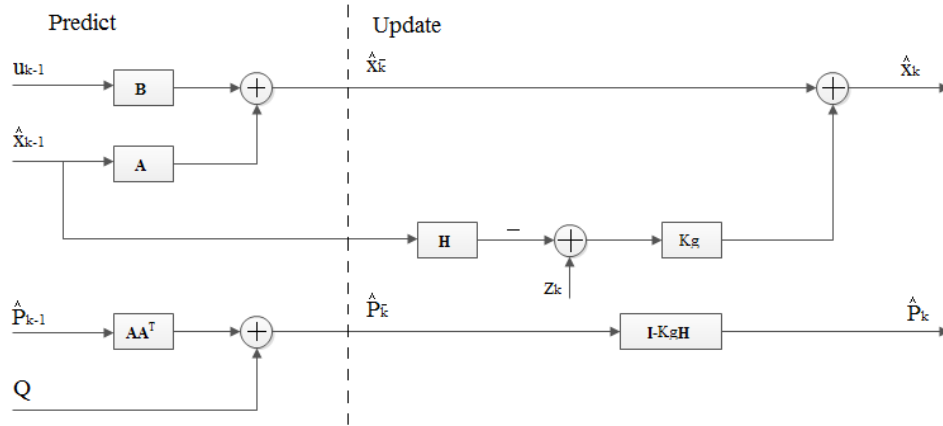 Predict
Update
uk-1
B
x̂k̄
x̂k
x̂k-1
A
H
−
Kg
zk
P̂k-1
AAᵀ
P̂k̄
I-KgH
P̂k
Q